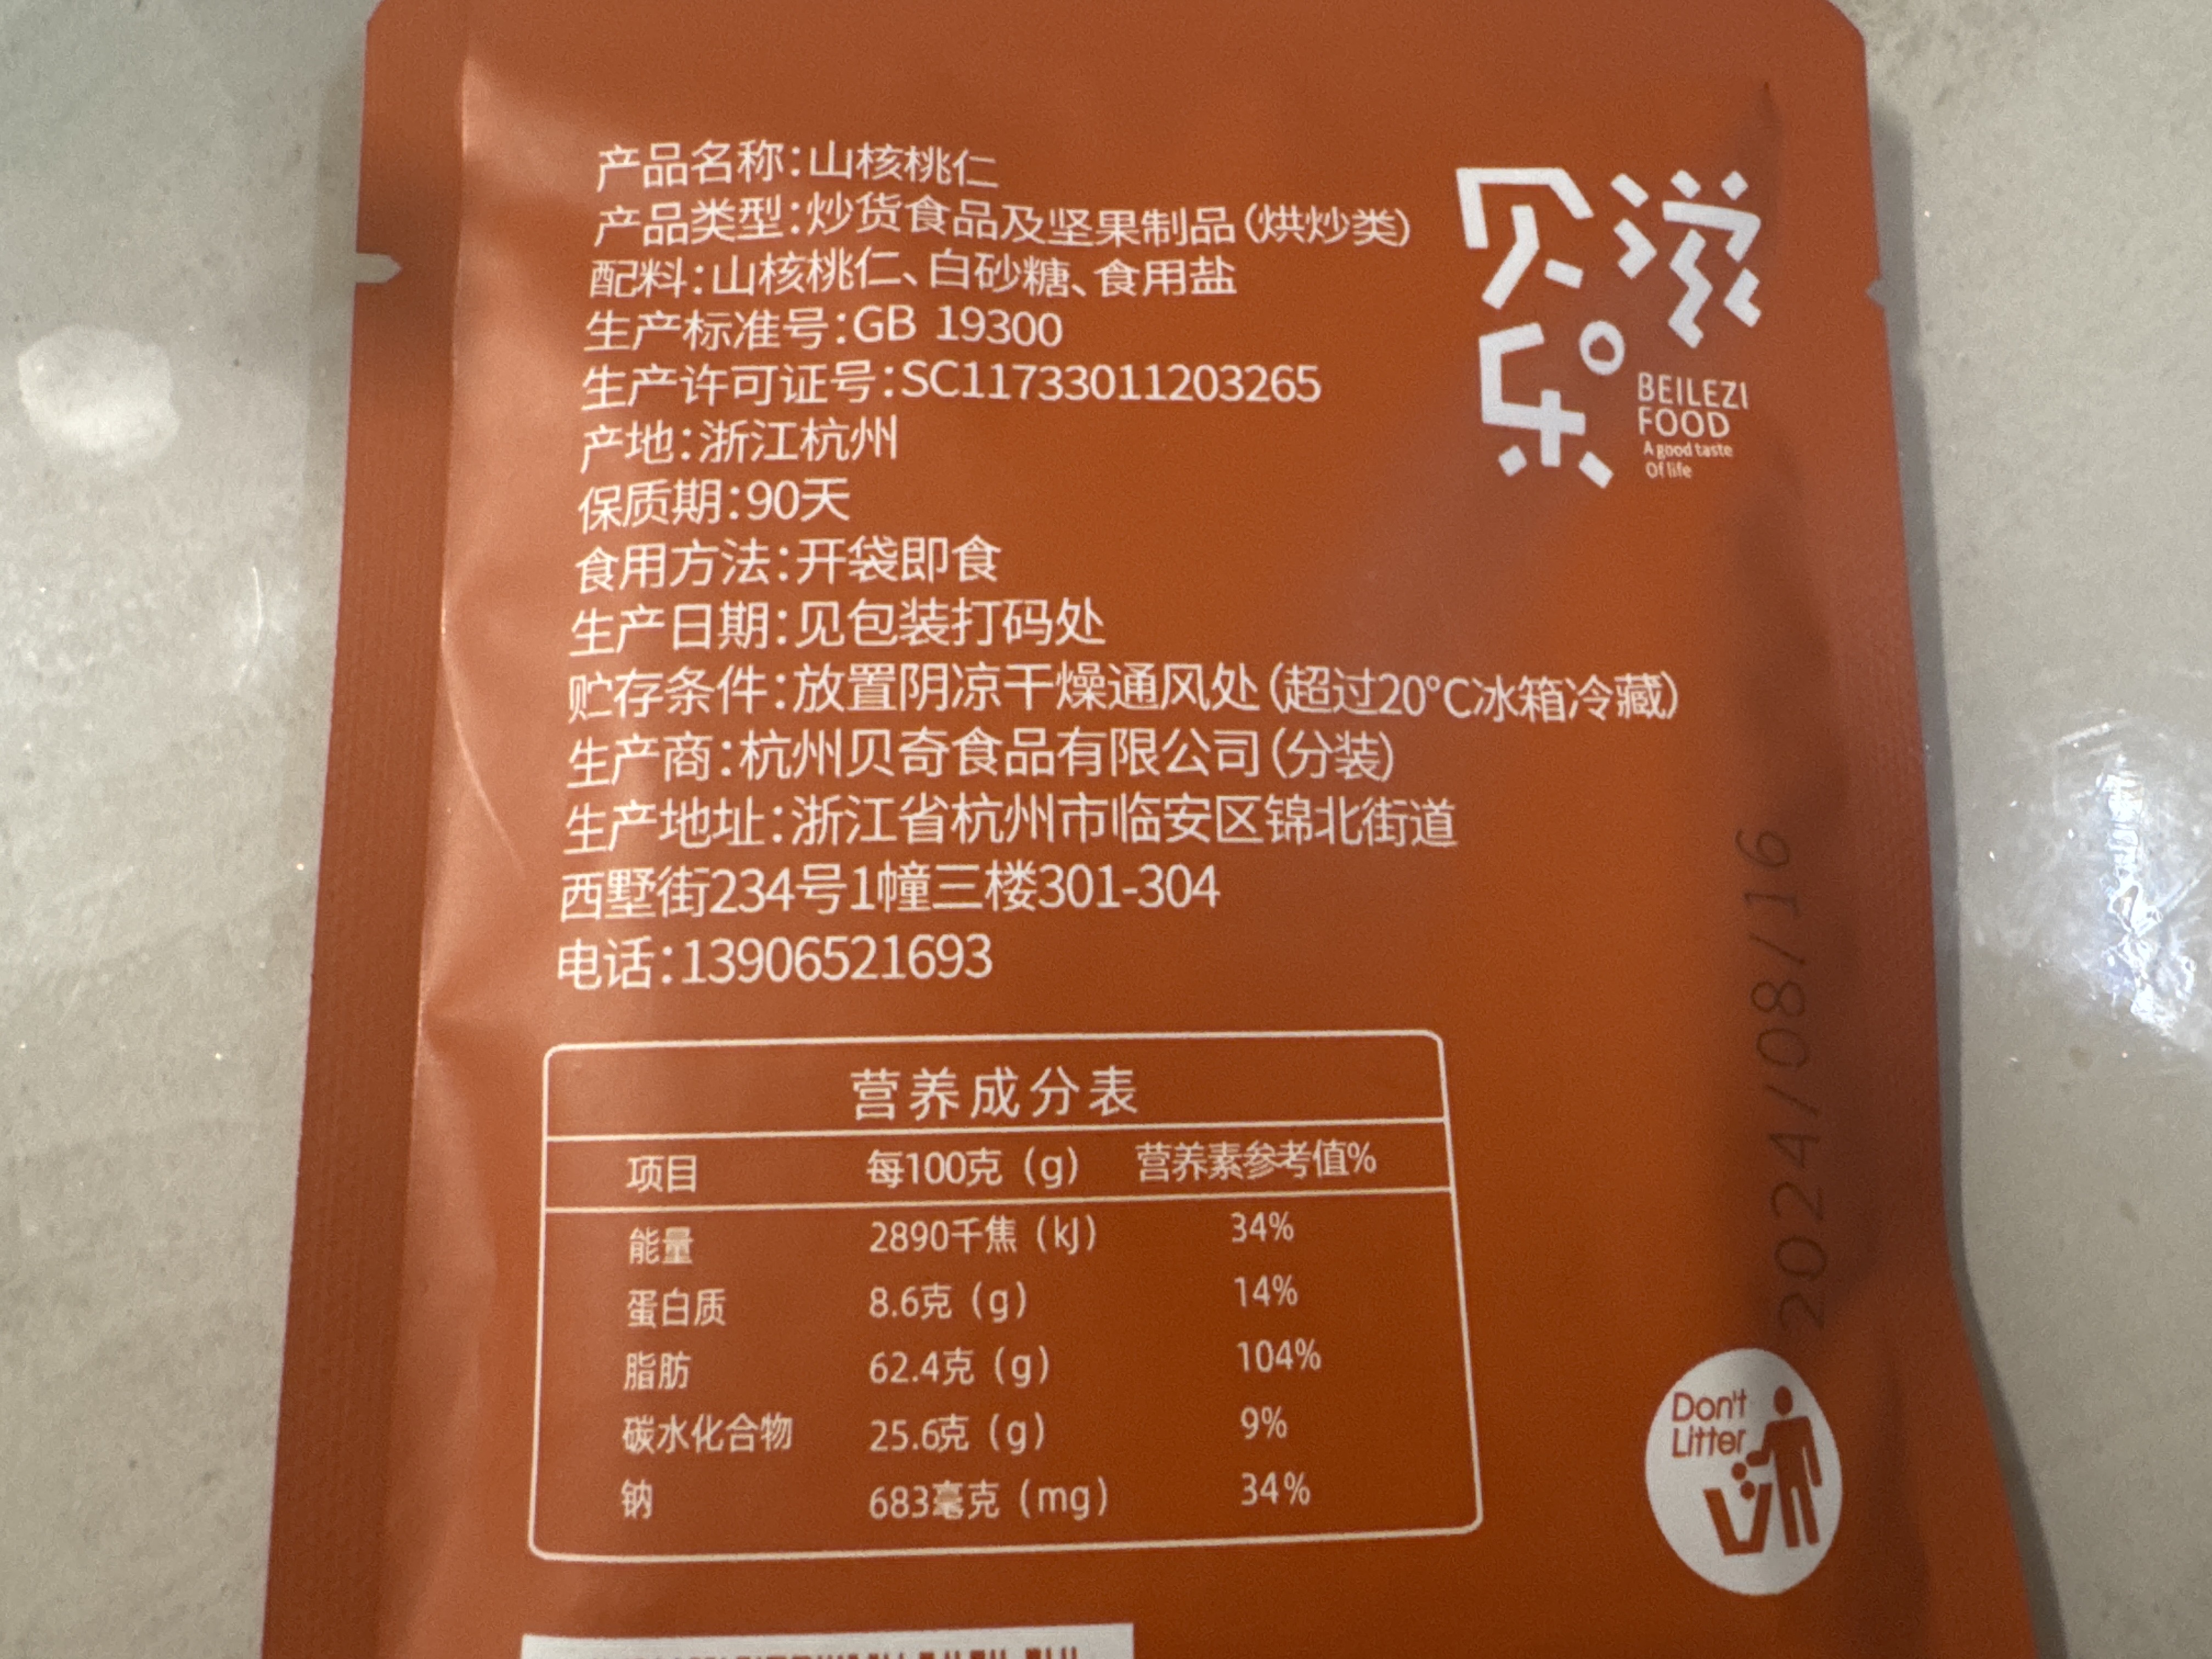 产品名称:山核桃仁
产品类型:炒货食品及坚果制品(烘炒类)
配料:山核桃仁、白砂糖、食用盐
生产标准号:GB 19300
生产许可证号:SC11733011203265
产地:浙江杭州
保质期:90天
食用方法:开袋即食
生产日期:见包装打码处
贮存条件:放置阴凉干燥通风处(超过20°C冰箱冷藏)
生产商:杭州贝奇食品有限公司(分装)
生产地址:浙江省杭州市临安区锦北街道
西墅街234号1幢三楼301-304
电话:13906521693
贝滋
乐
BEILEZI
FOOD
A good taste
Of life
营养成分表
项目 每100克(g) 营养素参考值%
能量 2890千焦(kJ) 34%
蛋白质 8.6克(g) 14%
脂肪 62.4克(g) 104%
碳水化合物 25.6克(g) 9%
钠 683毫克(mg) 34%
2024/08/16
Don't
Litter